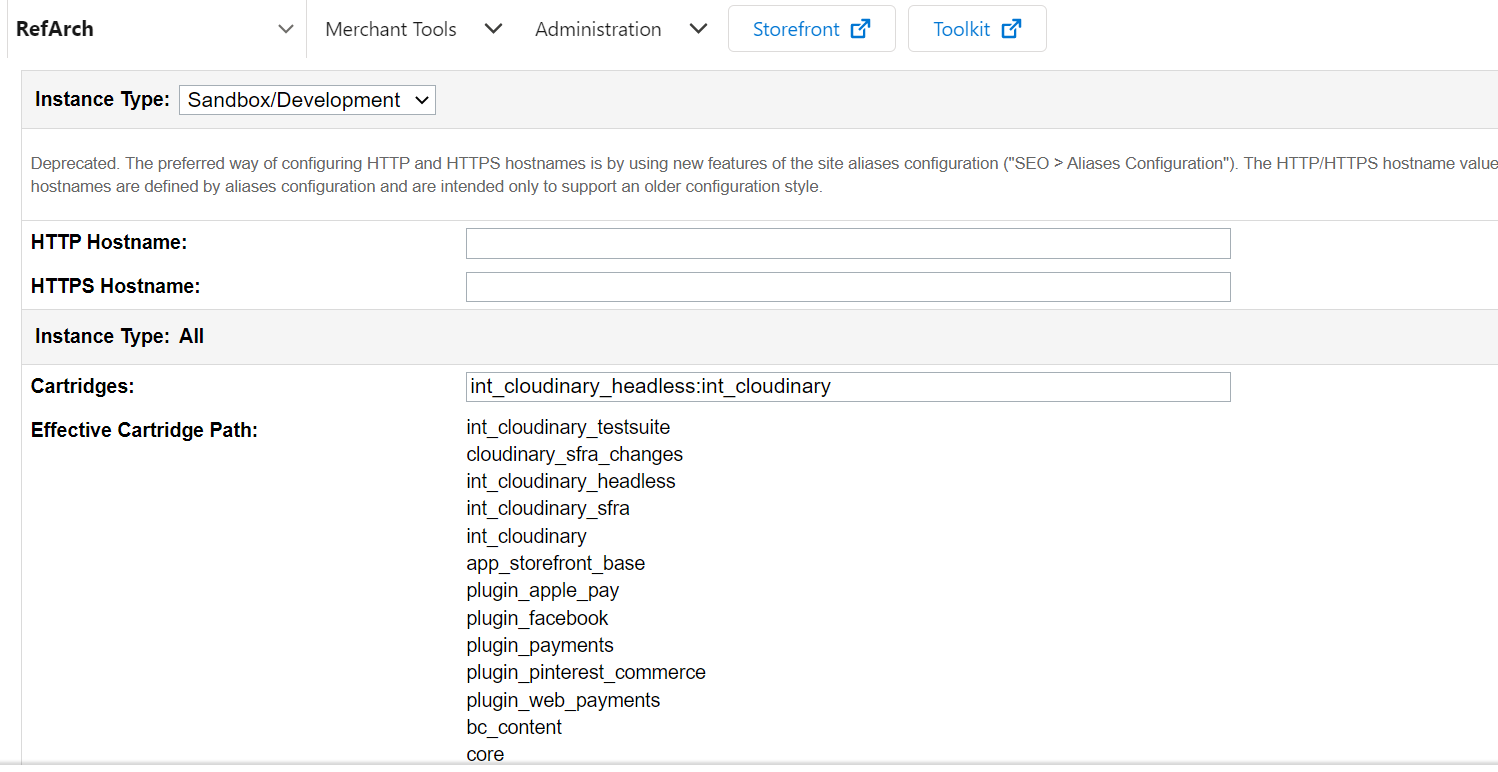 RefArch Merchant Tools Administration Storefront Toolkit
Instance Type: Sandbox/Development
Deprecated. The preferred way of configuring HTTP and HTTPS hostnames is by using new features of the site aliases configuration ("SEO > Aliases Configuration"). The HTTP/HTTPS hostname value
hostnames are defined by aliases configuration and are intended only to support an older configuration style.
HTTP Hostname:
HTTPS Hostname:
Instance Type: All
Cartridges: int_cloudinary_headless:int_cloudinary
Effective Cartridge Path: int_cloudinary_testsuite
cloudinary_sfra_changes
int_cloudinary_headless
int_cloudinary_sfra
int_cloudinary
app_storefront_base
plugin_apple_pay
plugin_facebook
plugin_payments
plugin_pinterest_commerce
plugin_web_payments
bc_content
core